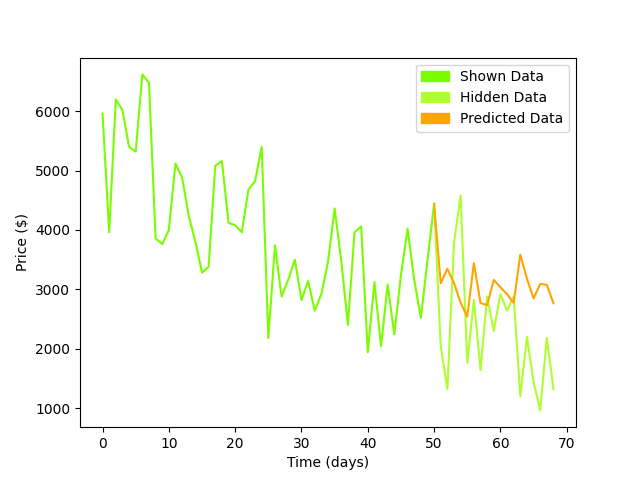 Shown Data
Hidden Data
Predicted Data
6000
5000
4000
3000
2000
1000
Price ($)
0 10 20 30 40 50 60 70
Time (days)